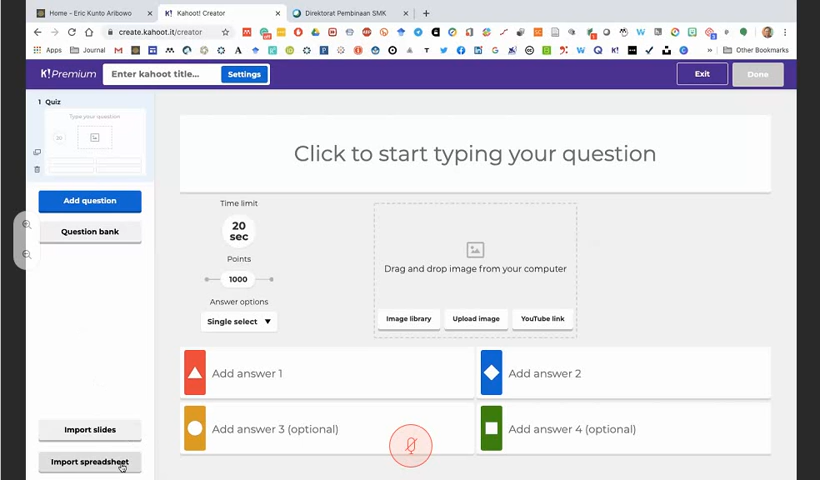 Home - Eric Kunto Aribowo
Kahoot! Creator
Direktorat Pembinaan SMK
create.kahoot.it/creator
Apps
Journal
Other Bookmarks
K! Premium
Enter kahoot title...
Settings
Exit
Done
1 Quiz
Type your question
20
Add question
Question bank
Import slides
Import spreadsheet
Click to start typing your question
Time limit
20
sec
Points
1000
Answer options
Single select
Drag and drop image from your computer
Image library
Upload image
YouTube link
Add answer 1
Add answer 2
Add answer 3 (optional)
Add answer 4 (optional)